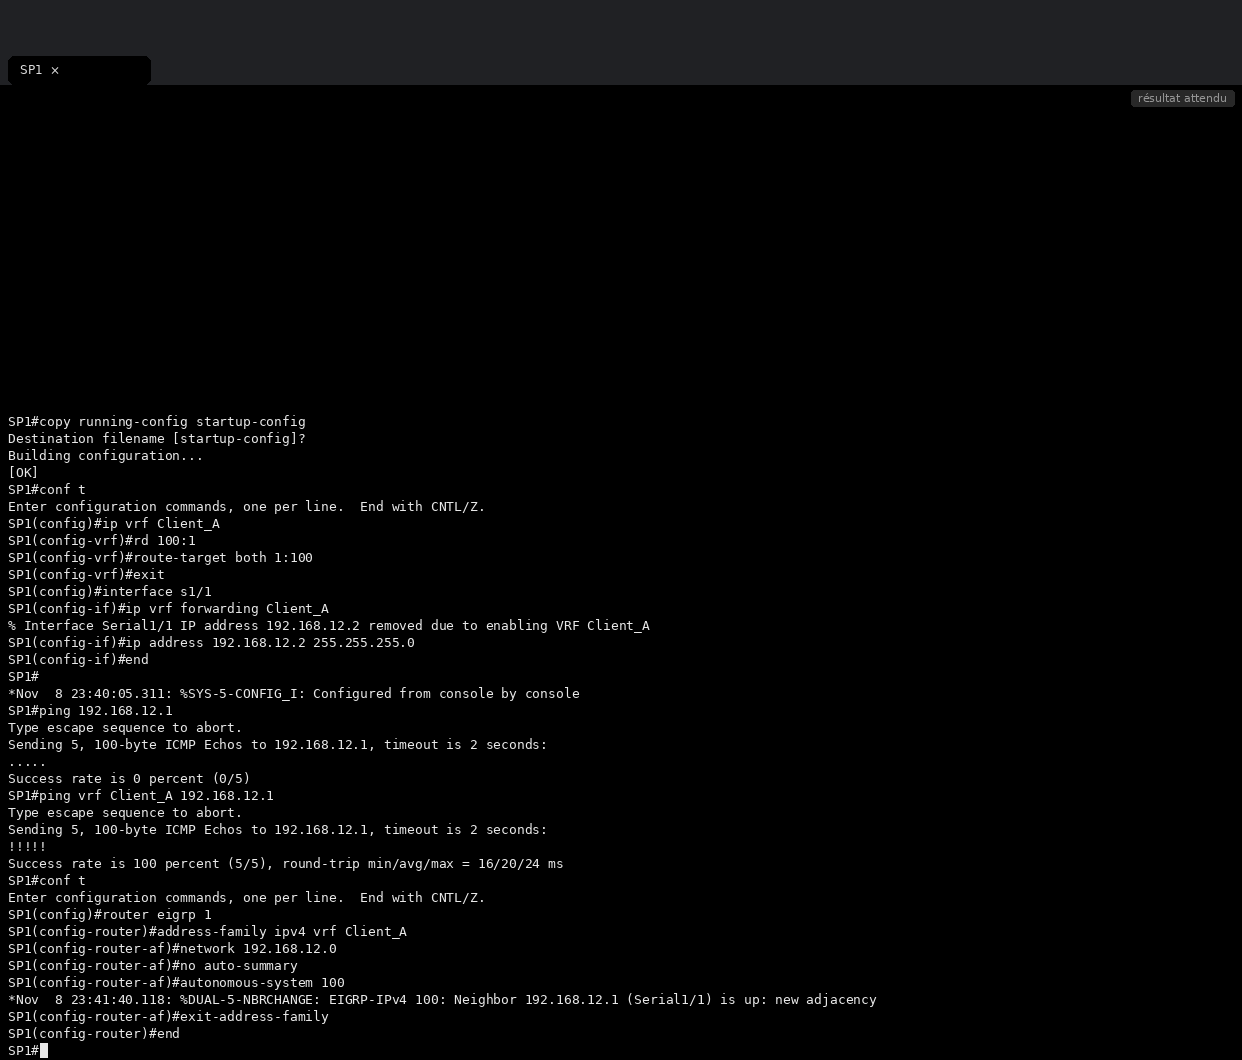 SP1 ×
résultat attendu
SP1#copy running-config startup-config
Destination filename [startup-config]?
Building configuration...
[OK]
SP1#conf t
Enter configuration commands, one per line.  End with CNTL/Z.
SP1(config)#ip vrf Client_A
SP1(config-vrf)#rd 100:1
SP1(config-vrf)#route-target both 1:100
SP1(config-vrf)#exit
SP1(config)#interface s1/1
SP1(config-if)#ip vrf forwarding Client_A
% Interface Serial1/1 IP address 192.168.12.2 removed due to enabling VRF Client_A
SP1(config-if)#ip address 192.168.12.2 255.255.255.0
SP1(config-if)#end
SP1#
*Nov  8 23:40:05.311: %SYS-5-CONFIG_I: Configured from console by console
SP1#ping 192.168.12.1
Type escape sequence to abort.
Sending 5, 100-byte ICMP Echos to 192.168.12.1, timeout is 2 seconds:
.....
Success rate is 0 percent (0/5)
SP1#ping vrf Client_A 192.168.12.1
Type escape sequence to abort.
Sending 5, 100-byte ICMP Echos to 192.168.12.1, timeout is 2 seconds:
!!!!!
Success rate is 100 percent (5/5), round-trip min/avg/max = 16/20/24 ms
SP1#conf t
Enter configuration commands, one per line.  End with CNTL/Z.
SP1(config)#router eigrp 1
SP1(config-router)#address-family ipv4 vrf Client_A
SP1(config-router-af)#network 192.168.12.0
SP1(config-router-af)#no auto-summary
SP1(config-router-af)#autonomous-system 100
*Nov  8 23:41:40.118: %DUAL-5-NBRCHANGE: EIGRP-IPv4 100: Neighbor 192.168.12.1 (Serial1/1) is up: new adjacency
SP1(config-router-af)#exit-address-family
SP1(config-router)#end
SP1#